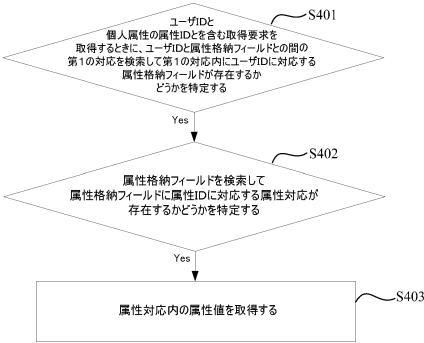 S401
ユーザIDと
個人属性の属性IDとを含む取得要求を
取得するときに、ユーザIDと属性格納フィールドとの間の
第1の対応を検索して第1の対応内にユーザIDに対応する
属性格納フィールドが存在するか
どうかを特定する
Yes
S402
属性格納フィールドを検索して
属性格納フィールドに属性IDに対応する属性対応が
存在するかどうかを特定する
Yes
S403
属性対応内の属性値を取得する